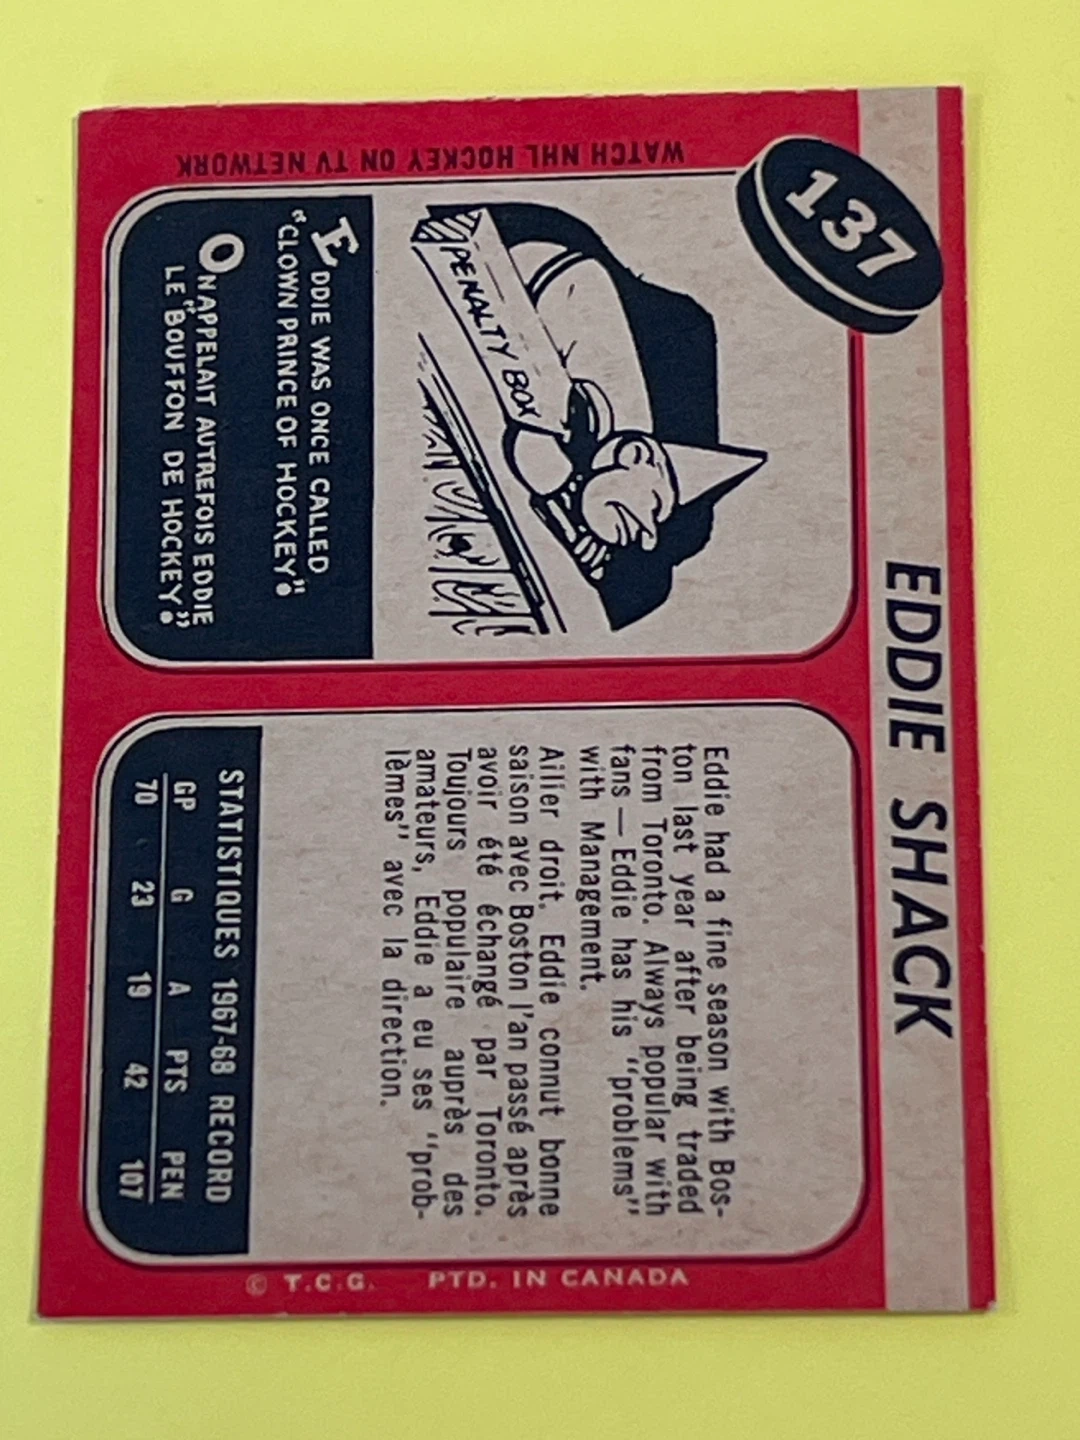 137
EDDIE SHACK
WATCH NHL HOCKEY ON TV NETWORK
PENALTY BOX
EDDIE WAS ONCE CALLED
"CLOWN PRINCE OF HOCKEY".
ON APPELAIT AUTREFOIS EDDIE
LE "BOUFFON DE HOCKEY".
Eddie had a fine season with Bos-
ton last year after being traded
from Toronto. Always popular with
fans — Eddie has his "problems"
with Management.
Ailier droit. Eddie connut bonne
saison avec Boston l'an passé après
avoir été échangé par Toronto.
Toujours populaire auprès des
amateurs, Eddie a eu ses "prob-
lèmes" avec la direction.
STATISTIQUES 1967-68 RECORD
GP G A PTS PEN
70 23 19 42 107
© T.C.G. PTD. IN CANADA